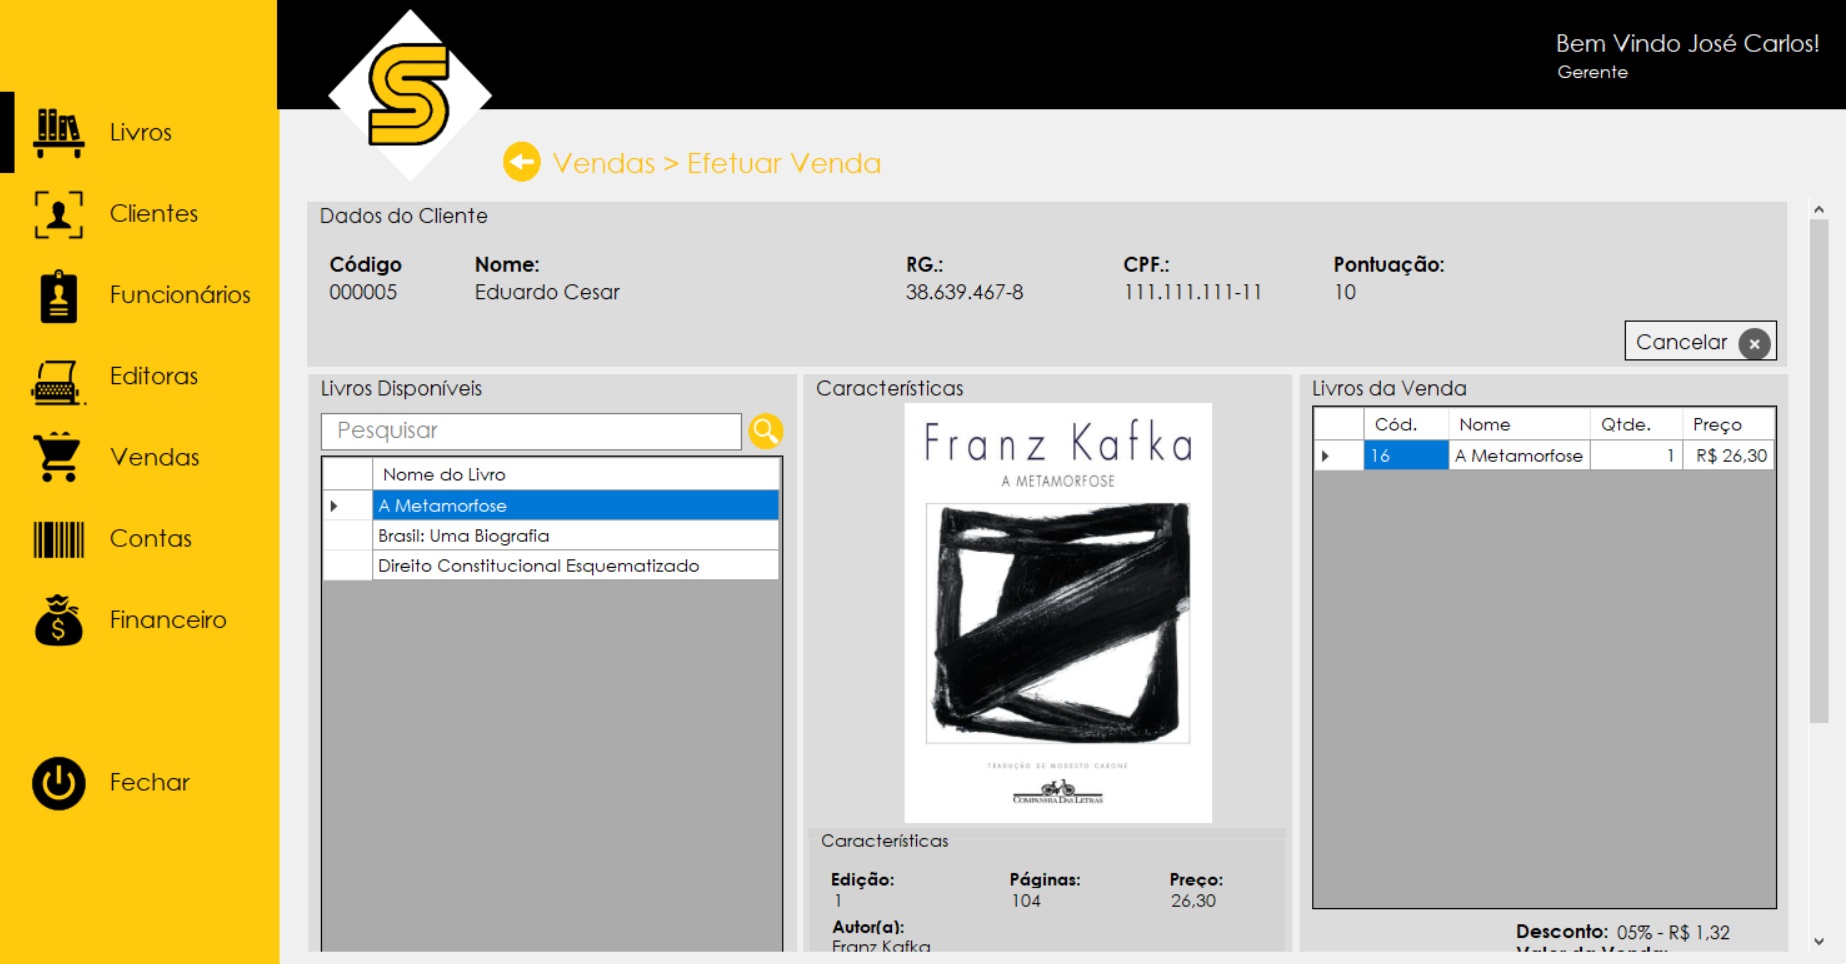 S
Bem Vindo José Carlos!
Gerente
Livros
Clientes
Funcionários
Editoras
Vendas
Contas
Financeiro
Fechar
Vendas > Efetuar Venda
Dados do Cliente
Código Nome: RG.: CPF.: Pontuação:
000005 Eduardo Cesar 38.639.467-8 111.111.111-11 10
Cancelar
Livros Disponíveis
Pesquisar
Nome do Livro
A Metamorfose
Brasil: Uma Biografia
Direito Constitucional Esquematizado
Características
Franz Kafka
A METAMORFOSE
TRADUÇÃO DE MODESTO CARONE
COMPANHIA DAS LETRAS
Características
Edição: Páginas: Preço:
1 104 26,30
Autor(a):
Franz Kafka
Livros da Venda
Cód. Nome Qtde. Preço
16 A Metamorfose 1 R$ 26,30
Desconto: 05% - R$ 1,32
Valor da Venda: